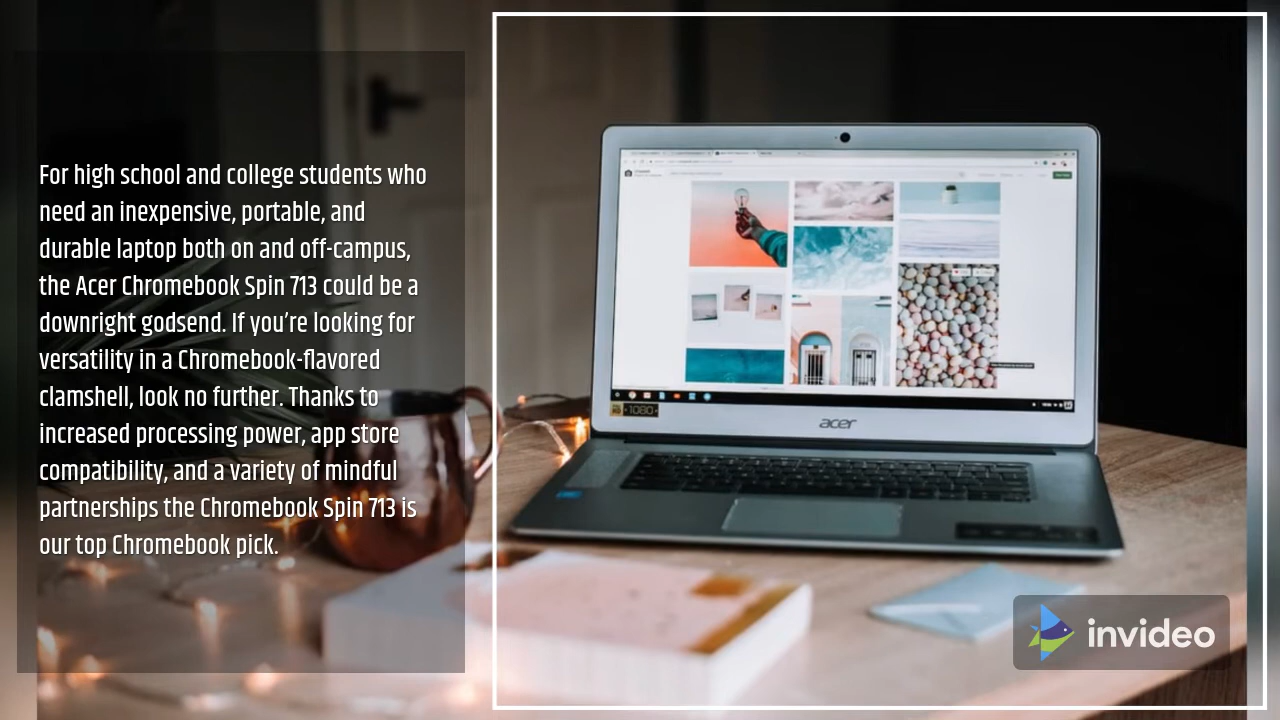 For high school and college students who
need an inexpensive, portable, and
durable laptop both on and off-campus,
the Acer Chromebook Spin 713 could be a
downright godsend. If you’re looking for
versatility in a Chromebook-flavored
clamshell, look no further. Thanks to
increased processing power, app store
compatibility, and a variety of mindful
partnerships the Chromebook Spin 713 is
our top Chromebook pick.
1080
acer
invideo